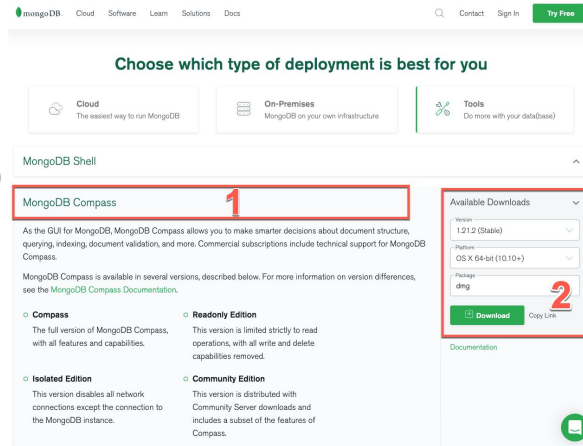 mongoDB. Cloud Software Learn Solutions Docs Contact Sign In Try Free
Choose which type of deployment is best for you
Cloud
The easiest way to run MongoDB
On-Premises
MongoDB on your own infrastructure
Tools
Do more with your data(base)
MongoDB Shell
MongoDB Compass
1
As the GUI for MongoDB, MongoDB Compass allows you to make smarter decisions about document structure,
querying, indexing, document validation, and more. Commercial subscriptions include technical support for MongoDB
Compass.
MongoDB Compass is available in several versions, described below. For more information on version differences,
see the MongoDB Compass Documentation.
Compass
The full version of MongoDB Compass,
with all features and capabilities.
Readonly Edition
This version is limited strictly to read
operations, with all write and delete
capabilities removed.
Isolated Edition
This version disables all network
connections except the connection to
the MongoDB instance.
Community Edition
This version is distributed with
Community Server downloads and
includes a subset of the features of
Compass.
Available Downloads
Version
1.21.2 (Stable)
Platform
OS X 64-bit (10.10+)
Package
dmg
2
Download Copy Link
Documentation